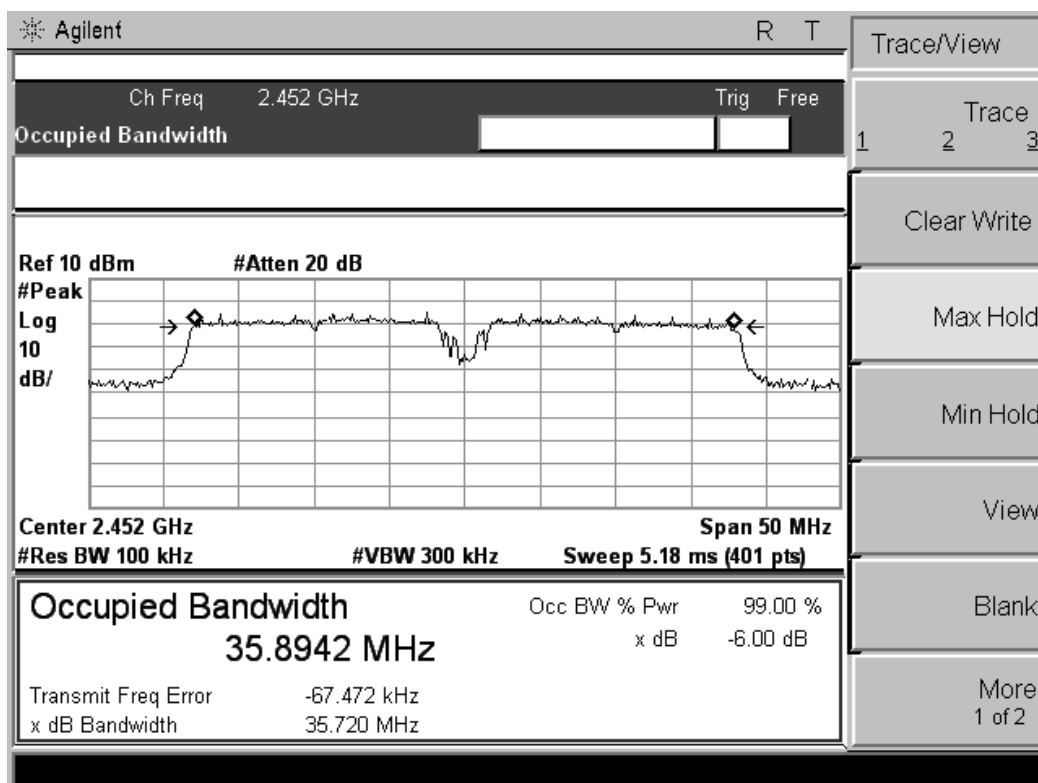 Agilent R T
Trace/View
Ch Freq 2.452 GHz Trig Free
Occupied Bandwidth
Trace
1 2 3
Clear Write
Ref 10 dBm #Atten 20 dB
#Peak
Log
10
dB/
Max Hold
Min Hold
View
Center 2.452 GHz Span 50 MHz
#Res BW 100 kHz #VBW 300 kHz Sweep 5.18 ms (401 pts)
Occupied Bandwidth
35.8942 MHz
Occ BW % Pwr 99.00 %
x dB -6.00 dB
Transmit Freq Error -67.472 kHz
x dB Bandwidth 35.720 MHz
Blank
More
1 of 2